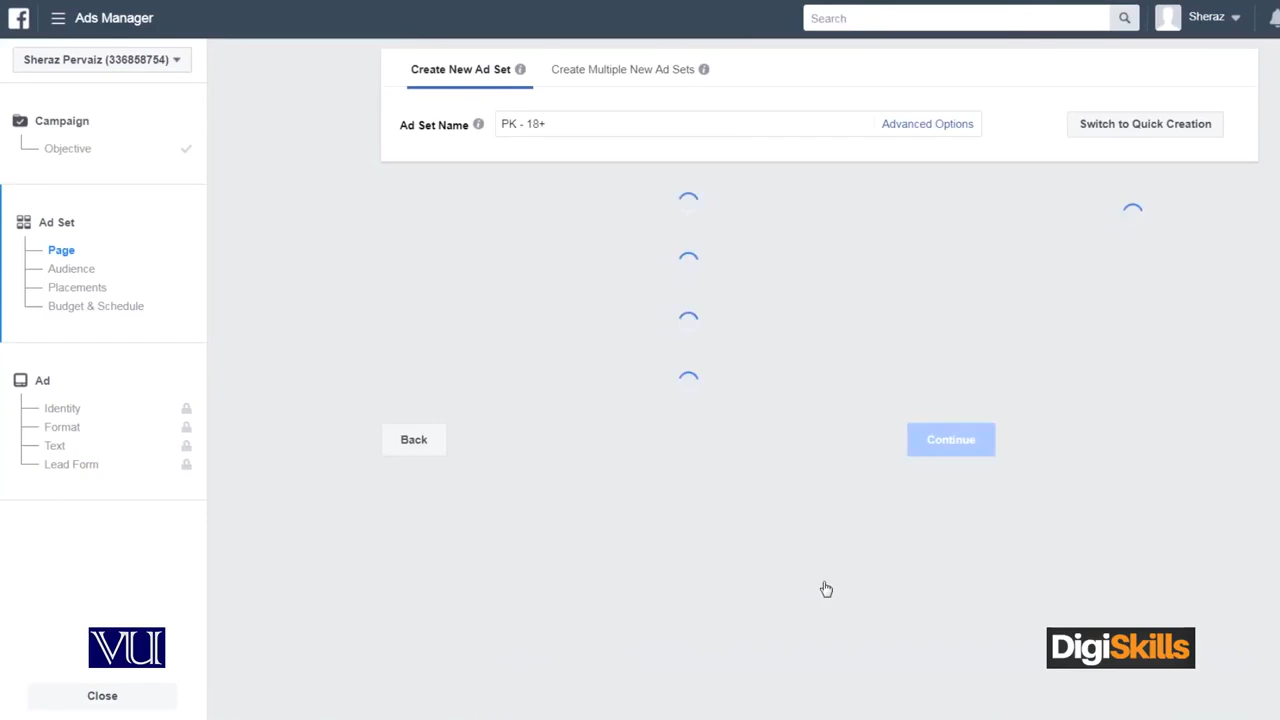 Ads Manager
Search
Sheraz
Sheraz Pervaiz (336858754)
Create New Ad Set
Create Multiple New Ad Sets
Ad Set Name
PK - 18+
Advanced Options
Switch to Quick Creation
Campaign
Objective
Ad Set
Page
Audience
Placements
Budget & Schedule
Ad
Identity
Format
Text
Lead Form
Back
Continue
VU
DigiSkills
Close